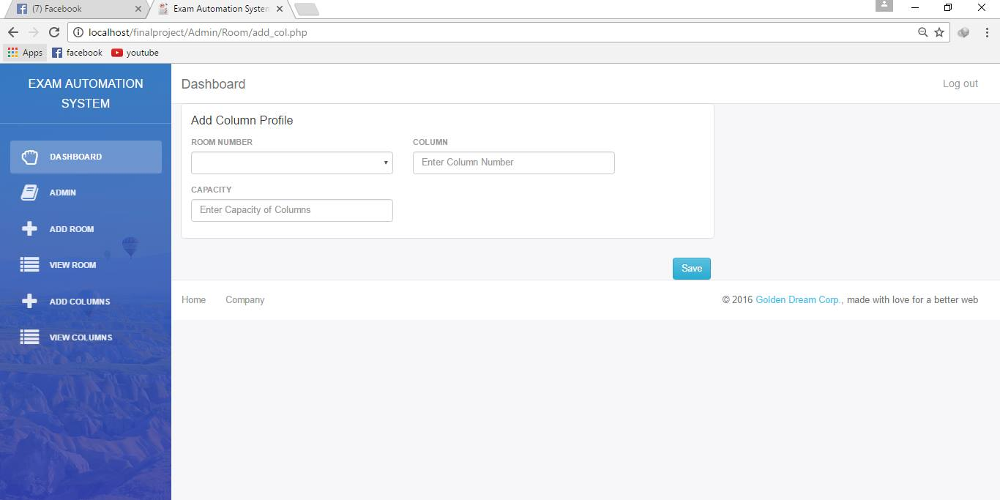 (7) Facebook
Exam Automation System
localhost/finalproject/Admin/Room/add_col.php
Apps facebook youtube
EXAM AUTOMATION
SYSTEM
DASHBOARD
ADMIN
ADD ROOM
VIEW ROOM
ADD COLUMNS
VIEW COLUMNS
Dashboard Log out
Add Column Profile
ROOM NUMBER COLUMN
Enter Column Number
CAPACITY
Enter Capacity of Columns
Save
Home Company © 2016 Golden Dream Corp., made with love for a better web